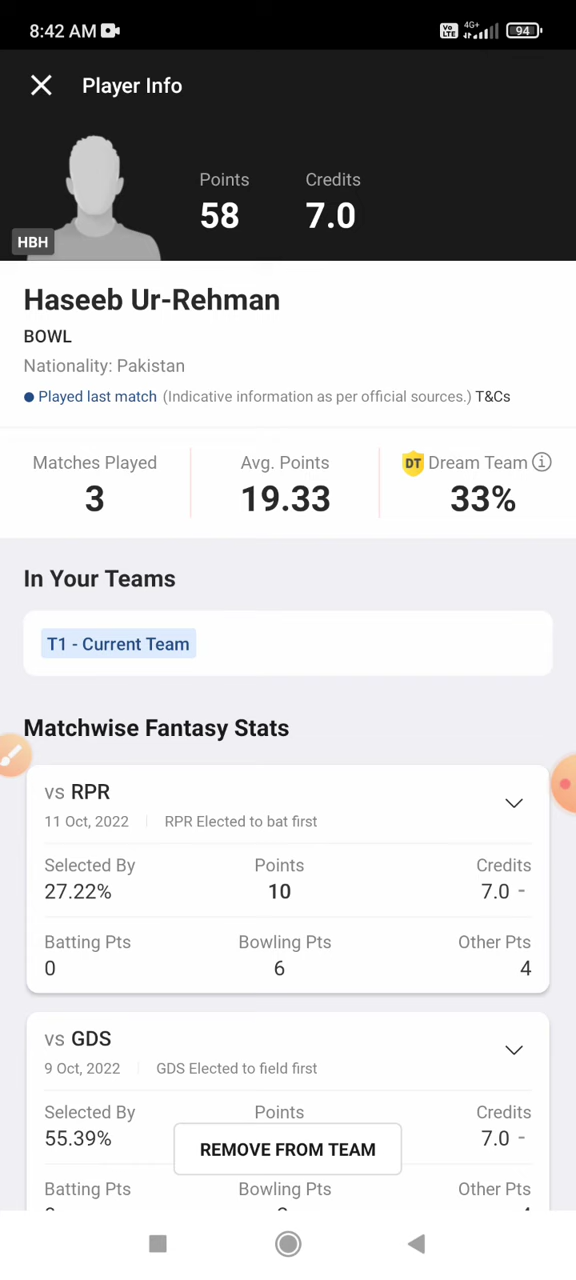 8:42 AM
Vo LTE 4G+ 94
Player Info
Points Credits
58 7.0
HBH
Haseeb Ur-Rehman
BOWL
Nationality: Pakistan
Played last match (Indicative information as per official sources.) T&Cs
Matches Played Avg. Points DT Dream Team
3 19.33 33%
In Your Teams
T1 - Current Team
Matchwise Fantasy Stats
vs RPR
11 Oct, 2022 RPR Elected to bat first
Selected By Points Credits
27.22% 10 7.0 -
Batting Pts Bowling Pts Other Pts
0 6 4
vs GDS
9 Oct, 2022 GDS Elected to field first
Selected By Points Credits
55.39% 7.0 -
REMOVE FROM TEAM
Batting Pts Bowling Pts Other Pts